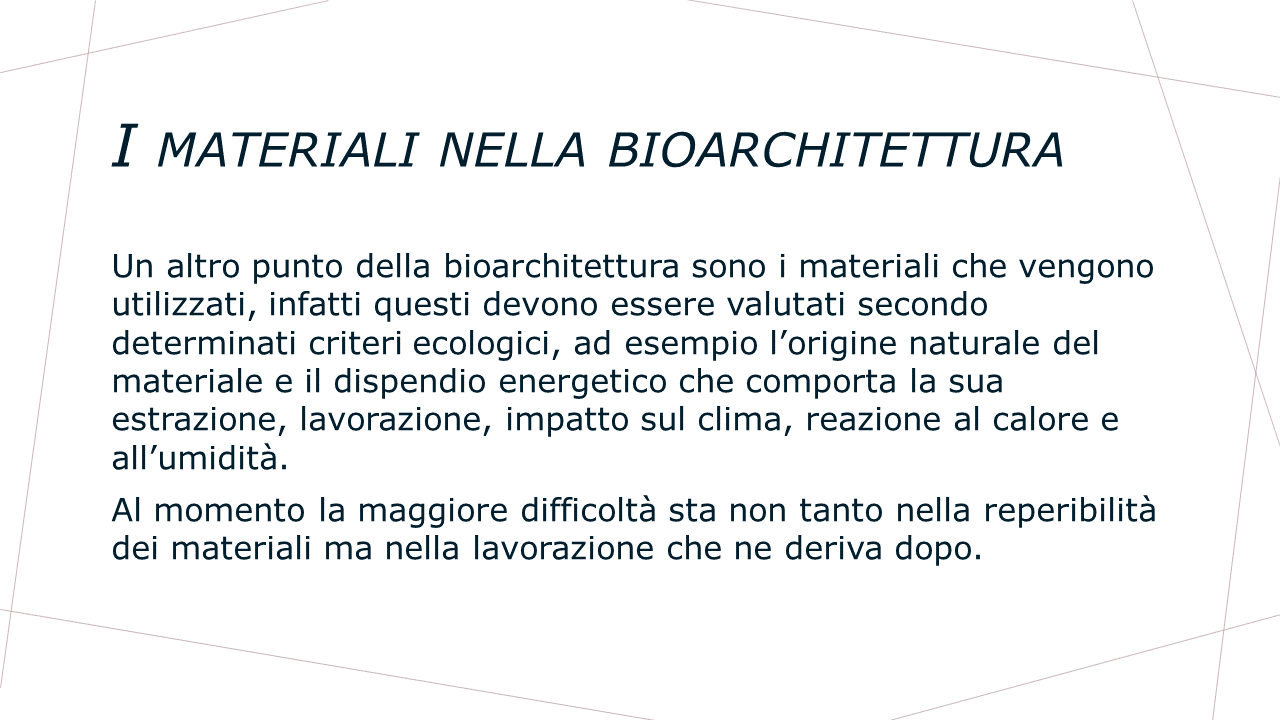 I MATERIALI NELLA BIOARCHITETTURA
Un altro punto della bioarchitettura sono i materiali che vengono
utilizzati, infatti questi devono essere valutati secondo
determinati criteri ecologici, ad esempio l’origine naturale del
materiale e il dispendio energetico che comporta la sua
estrazione, lavorazione, impatto sul clima, reazione al calore e
all’umidità.
Al momento la maggiore difficoltà sta non tanto nella reperibilità
dei materiali ma nella lavorazione che ne deriva dopo.